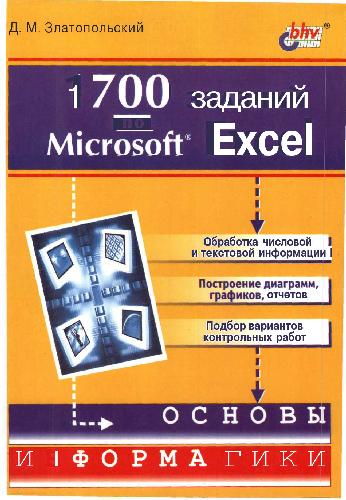 Д. М. Златопольский
bhv
1700 заданий
по
Microsoft® Excel
Обработка числовой
и текстовой информации
Построение диаграмм,
графиков, отчетов
Подбор вариантов
контрольных работ
ОСНОВЫ
ИНФОРМАТИКИ